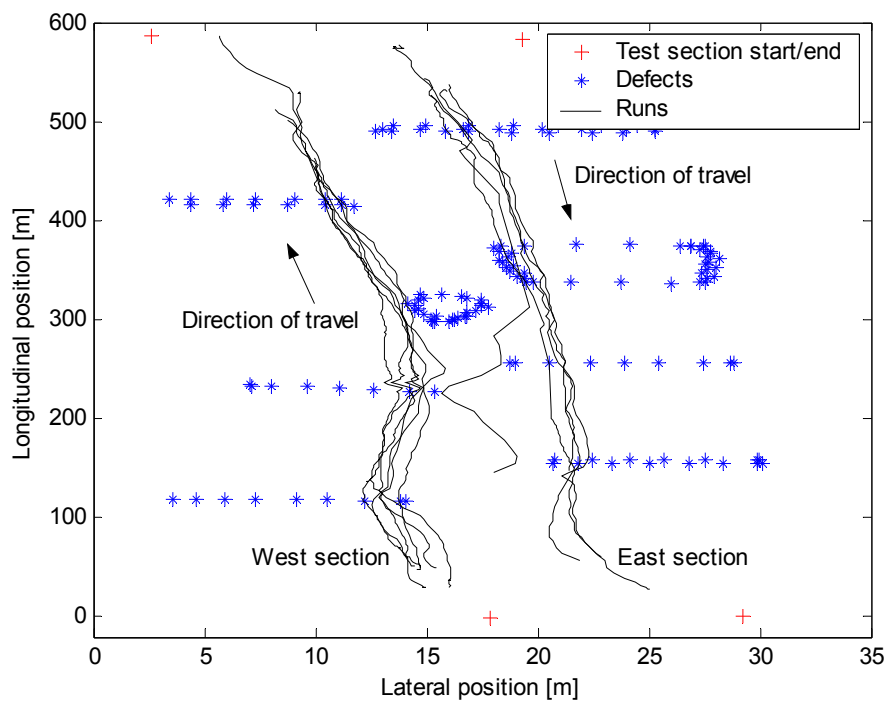 600
500
400
300
200
100
0
0 5 10 15 20 25 30 35
Longitudinal position [m]
Lateral position [m]
Test section start/end
Defects
Runs
Direction of travel
Direction of travel
West section
East section